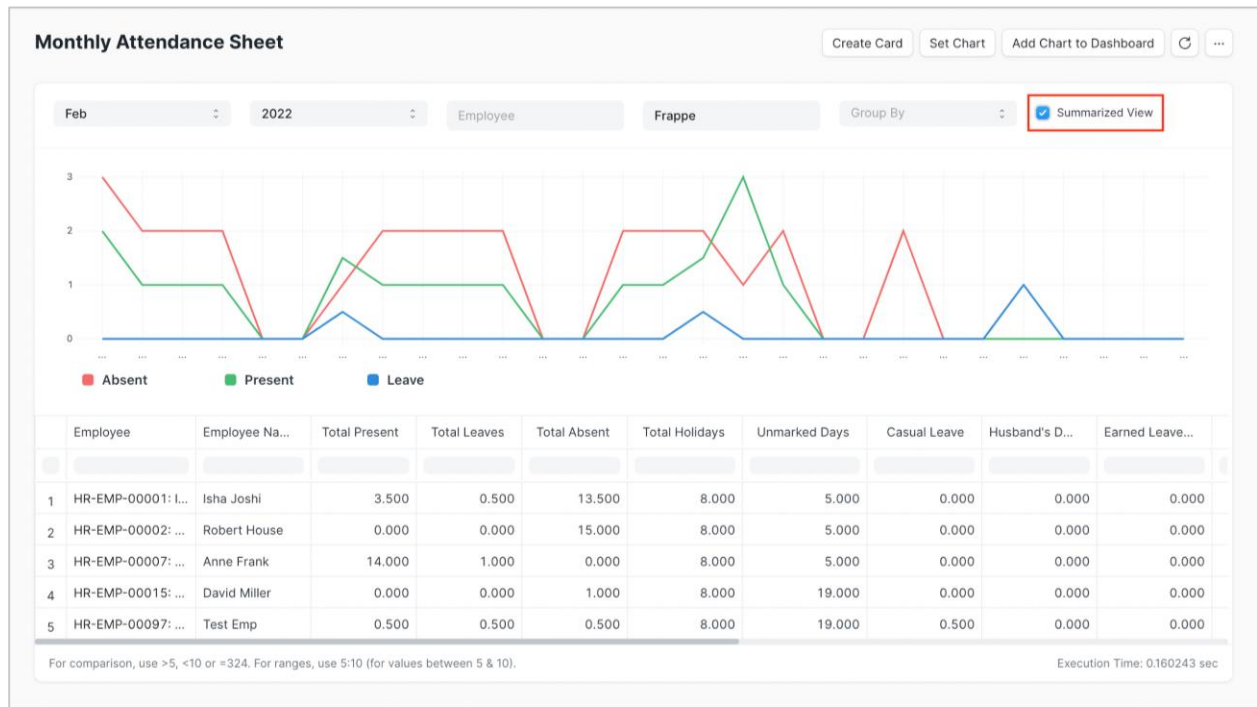 Monthly Attendance Sheet
Create Card Set Chart Add Chart to Dashboard ...
Feb 2022 Employee Frappe Group By Summarized View
3
2
1
0
... ... ... ... ... ... ... ... ... ... ... ... ... ... ... ... ... ... ... ... ... ... ... ... ... ... ... ...
Absent Present Leave
Employee Employee Na... Total Present Total Leaves Total Absent Total Holidays Unmarked Days Casual Leave Husband's D... Earned Leave...
1 HR-EMP-00001: I... Isha Joshi 3.500 0.500 13.500 8.000 5.000 0.000 0.000 0.000
2 HR-EMP-00002: ... Robert House 0.000 0.000 15.000 8.000 5.000 0.000 0.000 0.000
3 HR-EMP-00007: ... Anne Frank 14.000 1.000 0.000 8.000 5.000 0.000 0.000 0.000
4 HR-EMP-00015: ... David Miller 0.000 0.000 1.000 8.000 19.000 0.000 0.000 0.000
5 HR-EMP-00097: ... Test Emp 0.500 0.500 0.500 8.000 19.000 0.500 0.000 0.000
For comparison, use >5, <10 or =324. For ranges, use 5:10 (for values between 5 & 10). Execution Time: 0.160243 sec